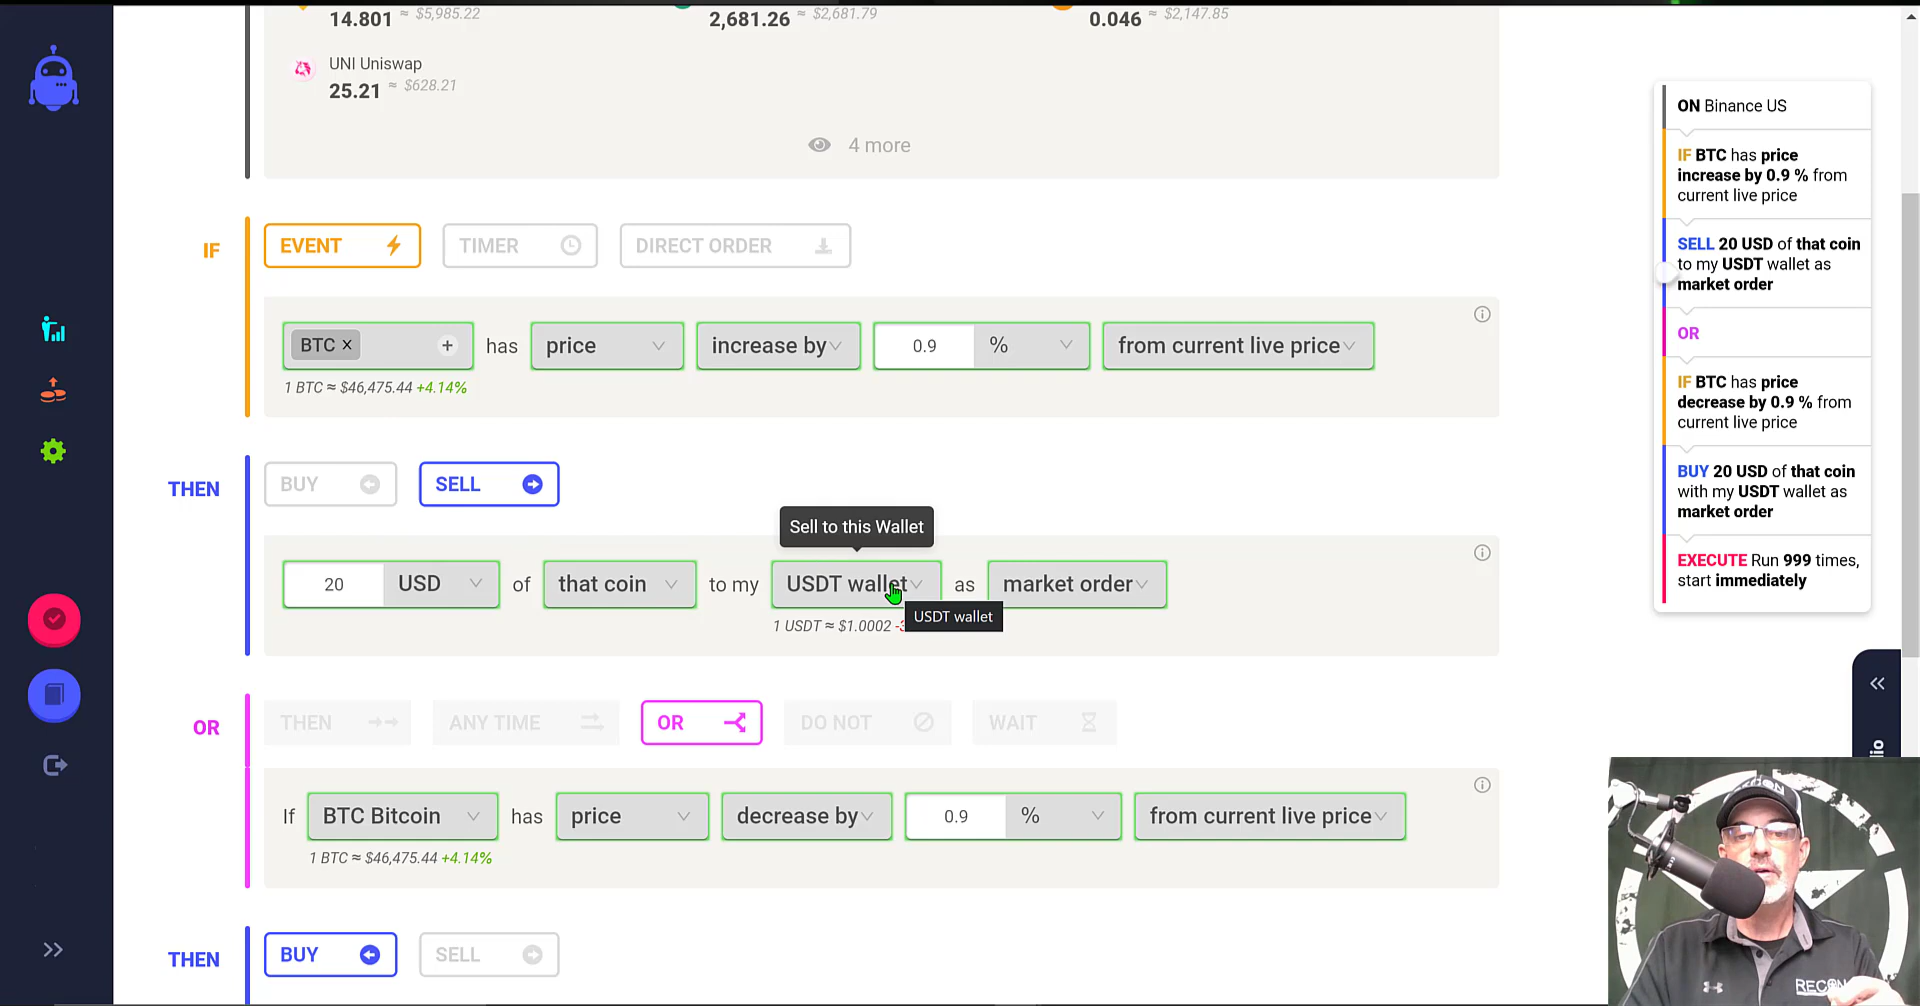 14.801 ≈ $5,985.22
2,681.26 ≈ $2,681.79
0.046 ≈ $2,147.85
UNI Uniswap
25.21 ≈ $628.21
4 more
IF
EVENT
TIMER
DIRECT ORDER
BTC × + has price increase by 0.9 % from current live price
1 BTC ≈ $46,475.44 +4.14%
THEN
BUY
SELL
Sell to this Wallet
20 USD of that coin to my USDT wallet as market order
1 USDT ≈ $1.0002
USDT wallet
OR
THEN
ANY TIME
OR
DO NOT
WAIT
If BTC Bitcoin has price decrease by 0.9 % from current live price
1 BTC ≈ $46,475.44 +4.14%
THEN
BUY
SELL
ON Binance US
IF BTC has price
increase by 0.9 % from
current live price
SELL 20 USD of that coin
to my USDT wallet as
market order
OR
IF BTC has price
decrease by 0.9 % from
current live price
BUY 20 USD of that coin
with my USDT wallet as
market order
EXECUTE Run 999 times,
start immediately
RECON